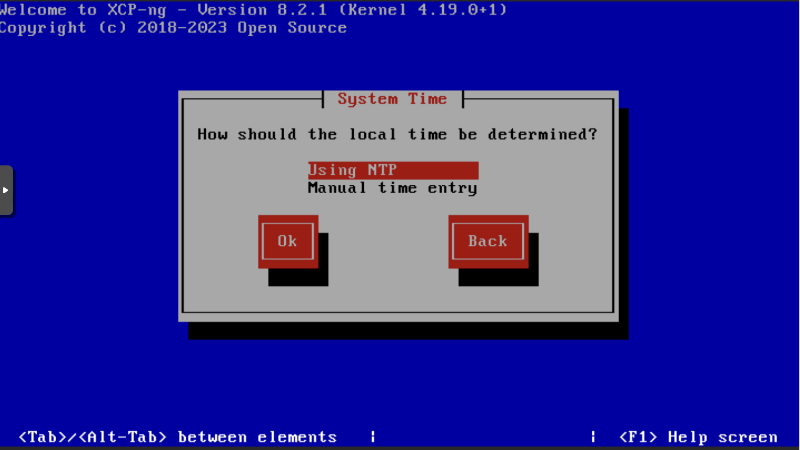 Welcome to XCP-ng - Version 8.2.1 (Kernel 4.19.0+1)
Copyright (c) 2018-2023 Open Source
System Time
How should the local time be determined?
Using NTP
Manual time entry
Ok Back
<Tab>/<Alt-Tab> between elements | | <F1> Help screen